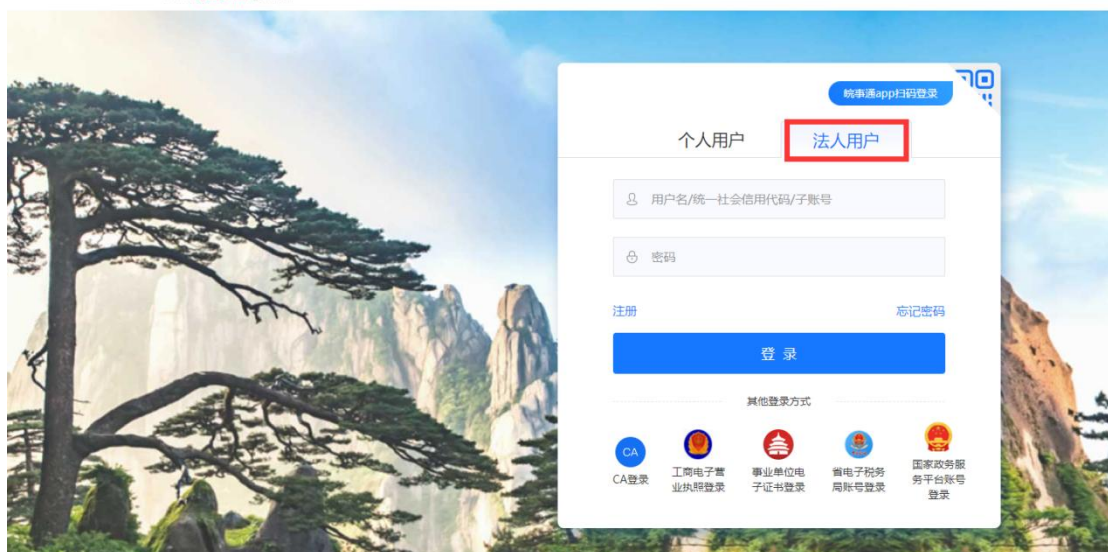 皖事通app扫码登录
个人用户
法人用户
用户名/统一社会信用代码/子账号
密码
注册
忘记密码
登 录
其他登录方式
CA
CA登录
工商电子营
业执照登录
事业单位电
子证书登录
省电子税务
局账号登录
国家政务服
务平台账号
登录